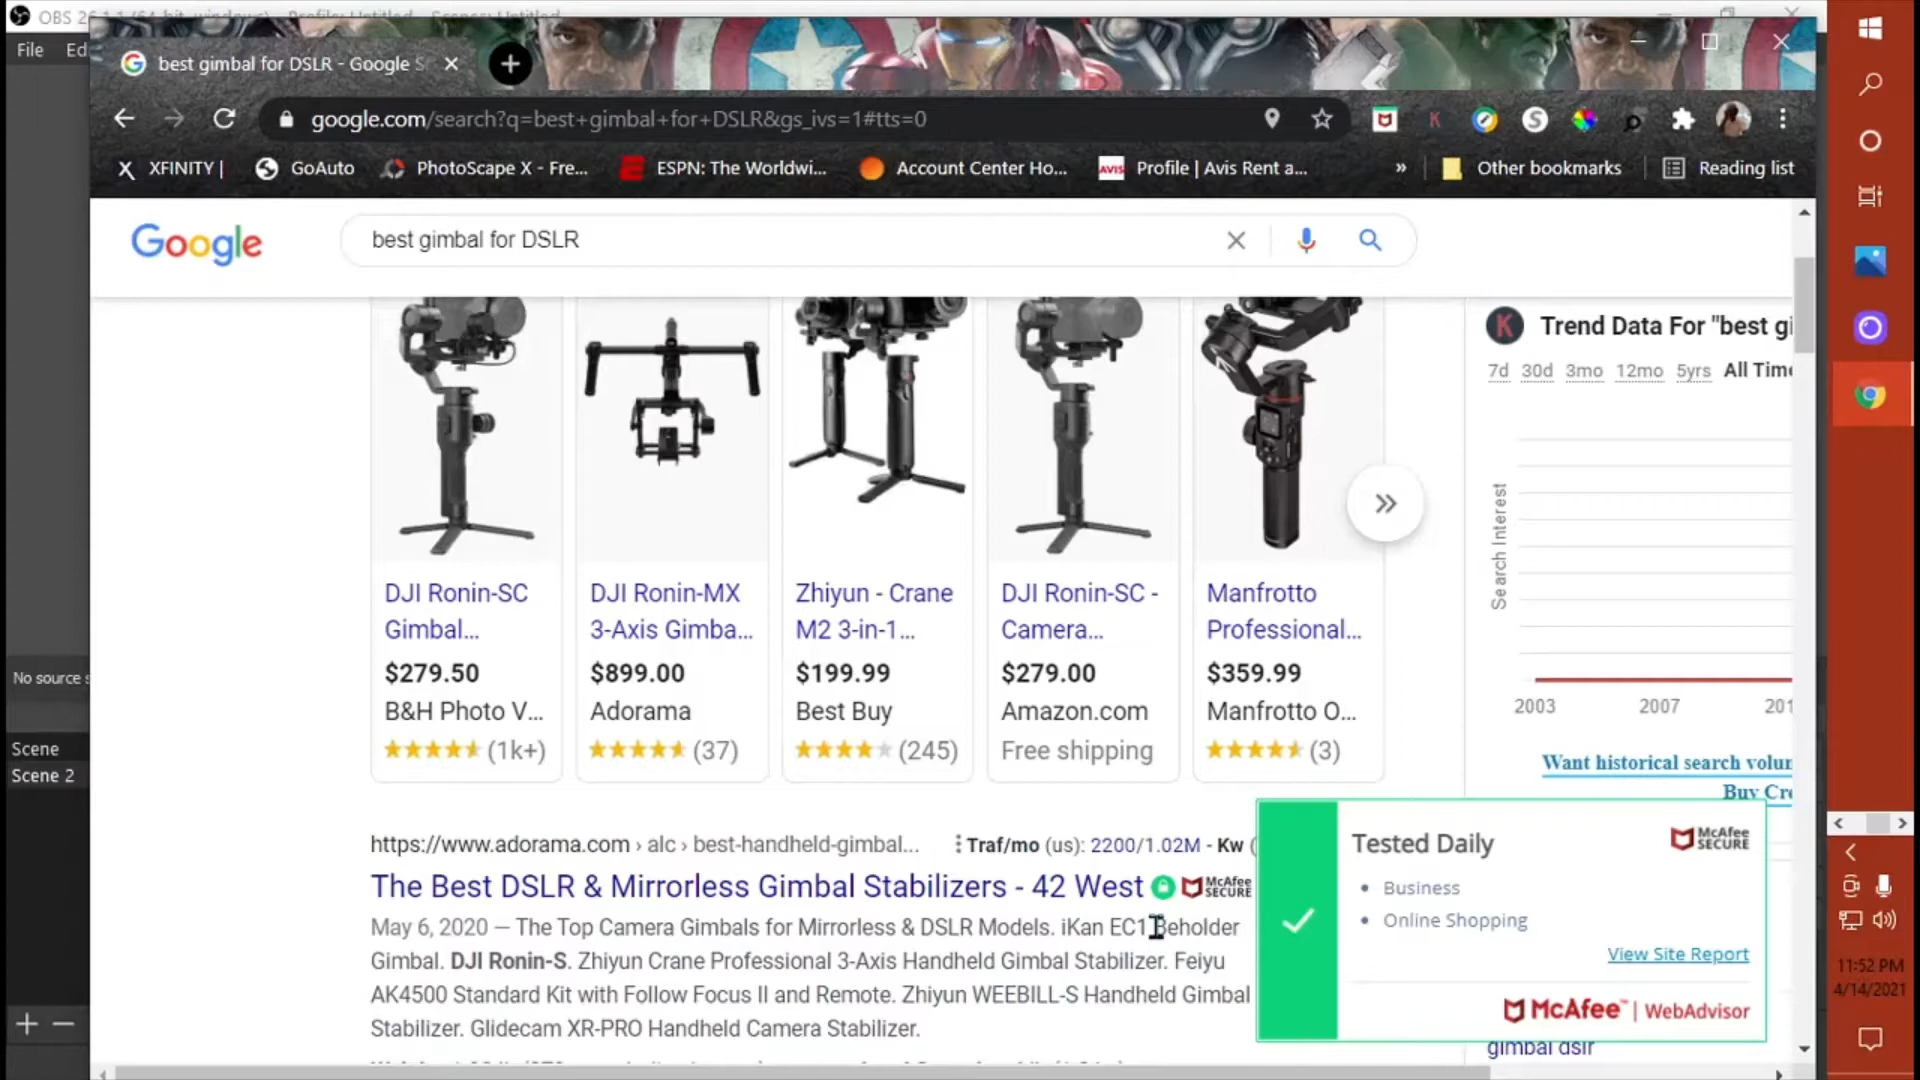 File Ed
best gimbal for DSLR - Google S
google.com/search?q=best+gimbal+for+DSLR&gs_ivs=1#tts=0
XFINITY | GoAuto PhotoScape X - Fre... ESPN: The Worldwi... Account Center Ho... AVIS Profile | Avis Rent a... » Other bookmarks Reading list
Google best gimbal for DSLR
K Trend Data For "best gi
7d 30d 3mo 12mo 5yrs All Time
Search Interest
2003 2007 201
Want historical search volu
Buy Cre
DJI Ronin-SC
Gimbal...
$279.50
B&H Photo V...
(1k+)
DJI Ronin-MX
3-Axis Gimba...
$899.00
Adorama
(37)
Zhiyun - Crane
M2 3-in-1...
$199.99
Best Buy
(245)
DJI Ronin-SC -
Camera...
$279.00
Amazon.com
Free shipping
Manfrotto
Professional...
$359.99
Manfrotto O...
(3)
No source s
Scene
Scene 2
https://www.adorama.com › alc › best-handheld-gimbal... Traf/mo (us): 2200/1.02M - Kw (
The Best DSLR & Mirrorless Gimbal Stabilizers - 42 West McAfee SECURE
May 6, 2020 — The Top Camera Gimbals for Mirrorless & DSLR Models. iKan EC1 Beholder
Gimbal. DJI Ronin-S. Zhiyun Crane Professional 3-Axis Handheld Gimbal Stabilizer. Feiyu
AK4500 Standard Kit with Follow Focus II and Remote. Zhiyun WEEBILL-S Handheld Gimbal
Stabilizer. Glidecam XR-PRO Handheld Camera Stabilizer.
Tested Daily McAfee SECURE
• Business
• Online Shopping
View Site Report
McAfee™ | WebAdvisor
gimbal dslr
11:52 PM
4/14/2021